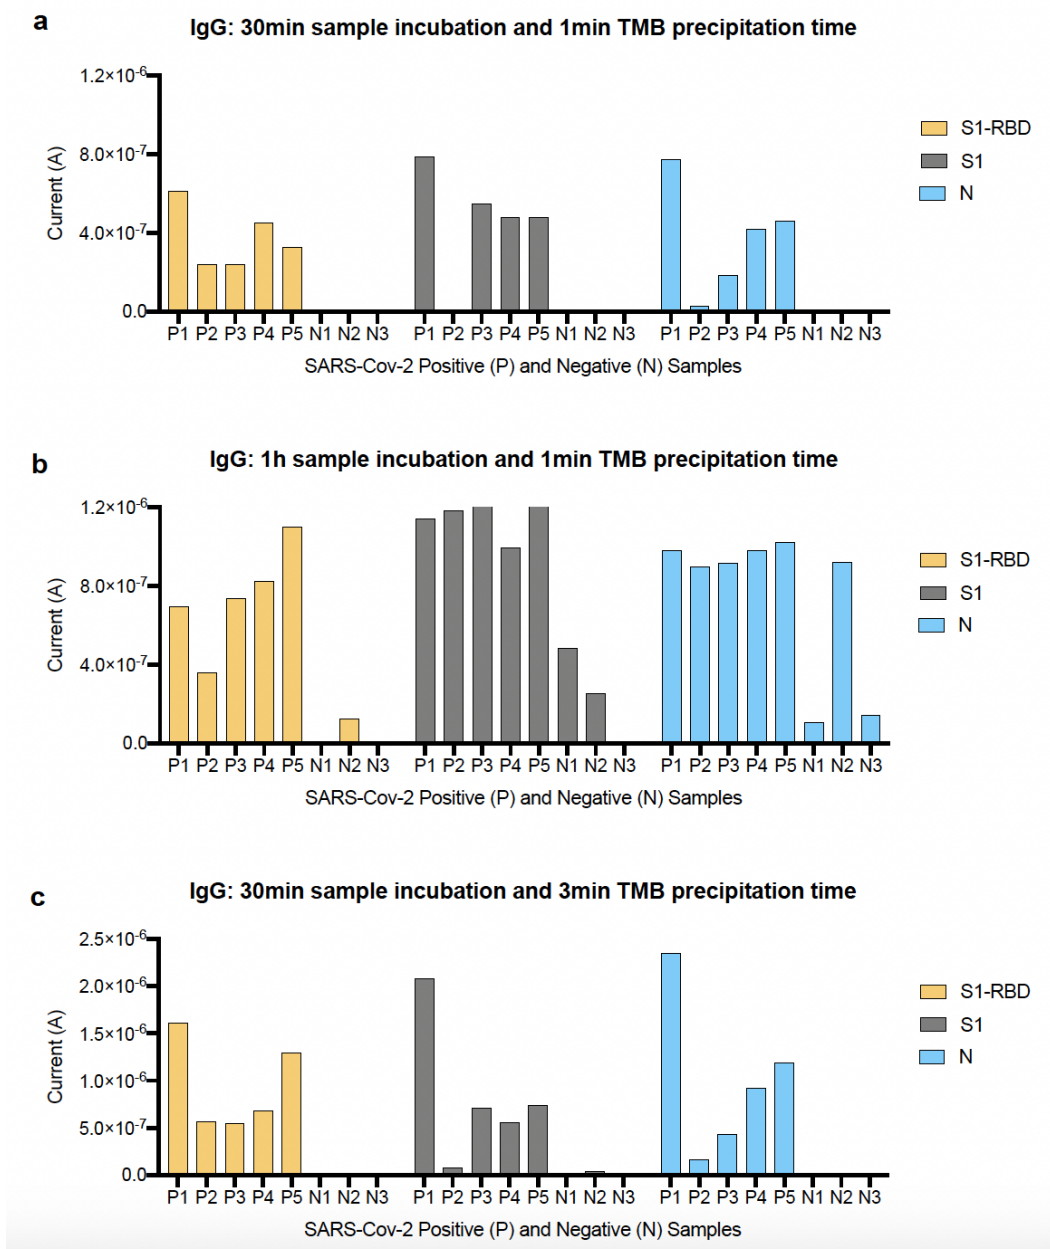 a
IgG: 30min sample incubation and 1min TMB precipitation time
1.2×10⁻⁶
8.0×10⁻⁷
4.0×10⁻⁷
0.0
Current (A)
P1 P2 P3 P4 P5 N1 N2 N3 P1 P2 P3 P4 P5 N1 N2 N3 P1 P2 P3 P4 P5 N1 N2 N3
SARS-Cov-2 Positive (P) and Negative (N) Samples
S1-RBD
S1
N
b
IgG: 1h sample incubation and 1min TMB precipitation time
1.2×10⁻⁶
8.0×10⁻⁷
4.0×10⁻⁷
0.0
Current (A)
P1 P2 P3 P4 P5 N1 N2 N3 P1 P2 P3 P4 P5 N1 N2 N3 P1 P2 P3 P4 P5 N1 N2 N3
SARS-Cov-2 Positive (P) and Negative (N) Samples
S1-RBD
S1
N
c
IgG: 30min sample incubation and 3min TMB precipitation time
2.5×10⁻⁶
2.0×10⁻⁶
1.5×10⁻⁶
1.0×10⁻⁶
5.0×10⁻⁷
0.0
Current (A)
P1 P2 P3 P4 P5 N1 N2 N3 P1 P2 P3 P4 P5 N1 N2 N3 P1 P2 P3 P4 P5 N1 N2 N3
SARS-Cov-2 Positive (P) and Negative (N) Samples
S1-RBD
S1
N